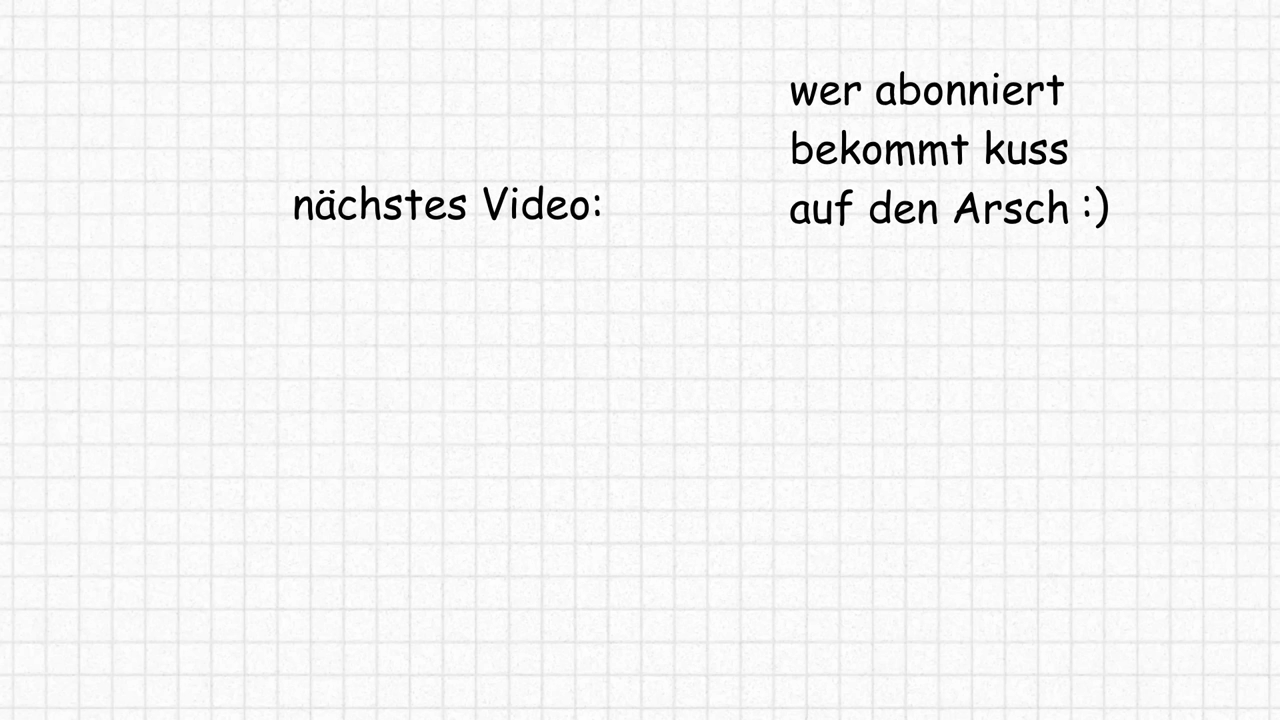 nächstes Video:
wer abonniert
bekommt kuss
auf den Arsch :)